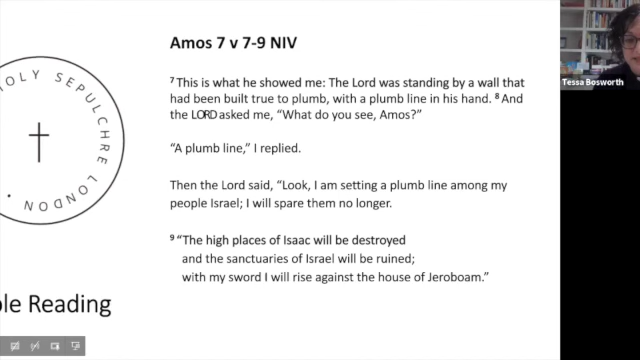 HOLY SEPULCHRE LONDON
Amos 7 v 7-9 NIV
7 This is what he showed me: The Lord was standing by a wall that
had been built true to plumb, with a plumb line in his hand. 8 And
the LORD asked me, “What do you see, Amos?”
“A plumb line,” I replied.
Then the Lord said, “Look, I am setting a plumb line among my
people Israel; I will spare them no longer.
9 “The high places of Isaac will be destroyed
and the sanctuaries of Israel will be ruined;
with my sword I will rise against the house of Jeroboam.”
ole Reading
Tessa Bosworth